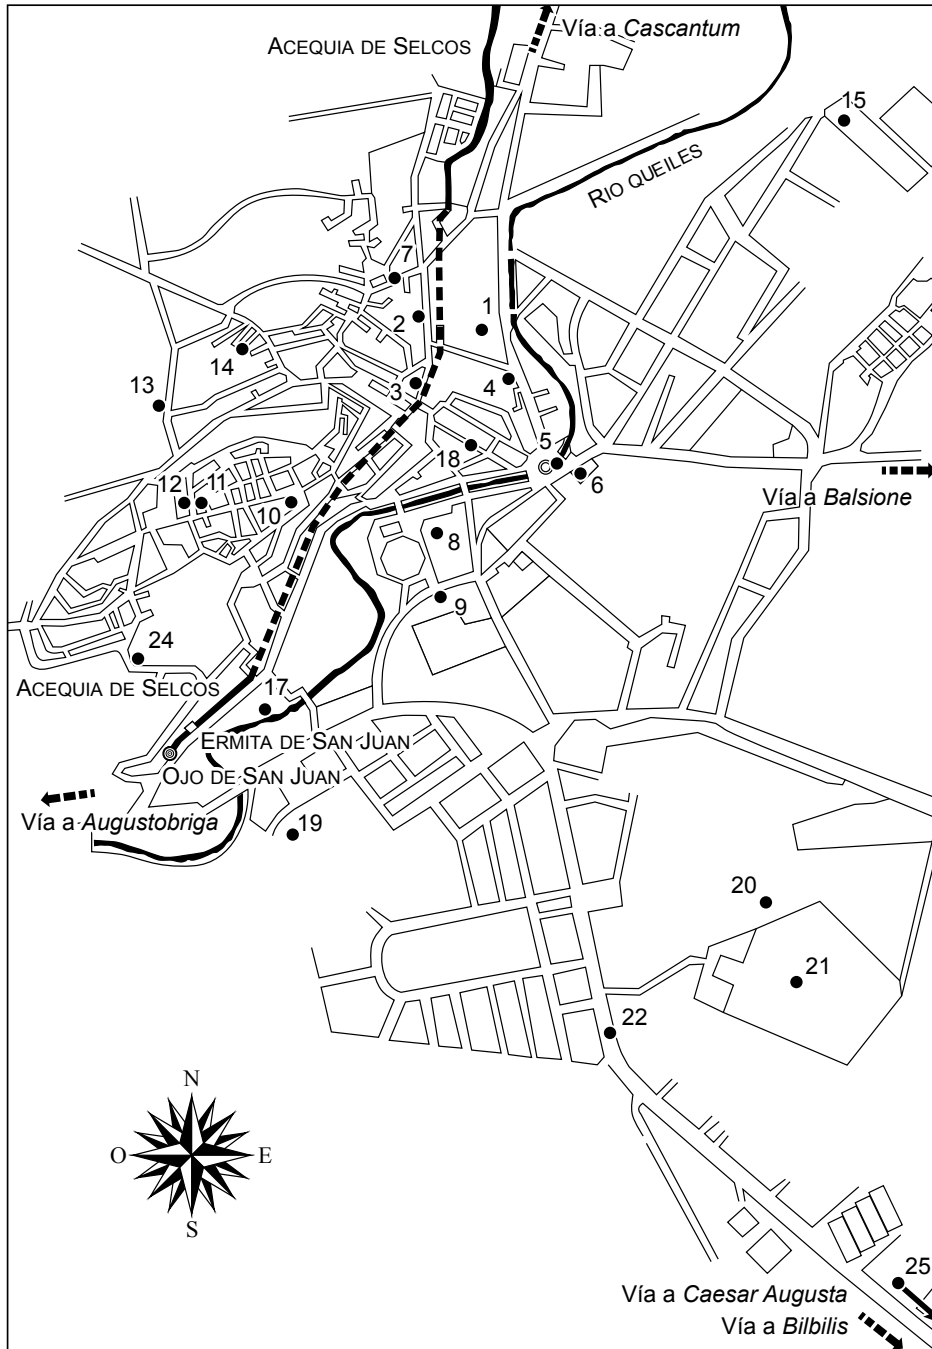 Vía a Cascantum
ACEQUIA DE SELCOS
15
RIO QUEILES
7
1
2
14
3
4
13
5
18
6
12
11
10
Vía a Balsione
8
9
24
ACEQUIA DE SELCOS
17
ERMITA DE SAN JUAN
OJO DE SAN JUAN
Vía a Augustobriga
19
20
21
22
N
O
E
S
25
Vía a Caesar Augusta
Vía a Bilbilis